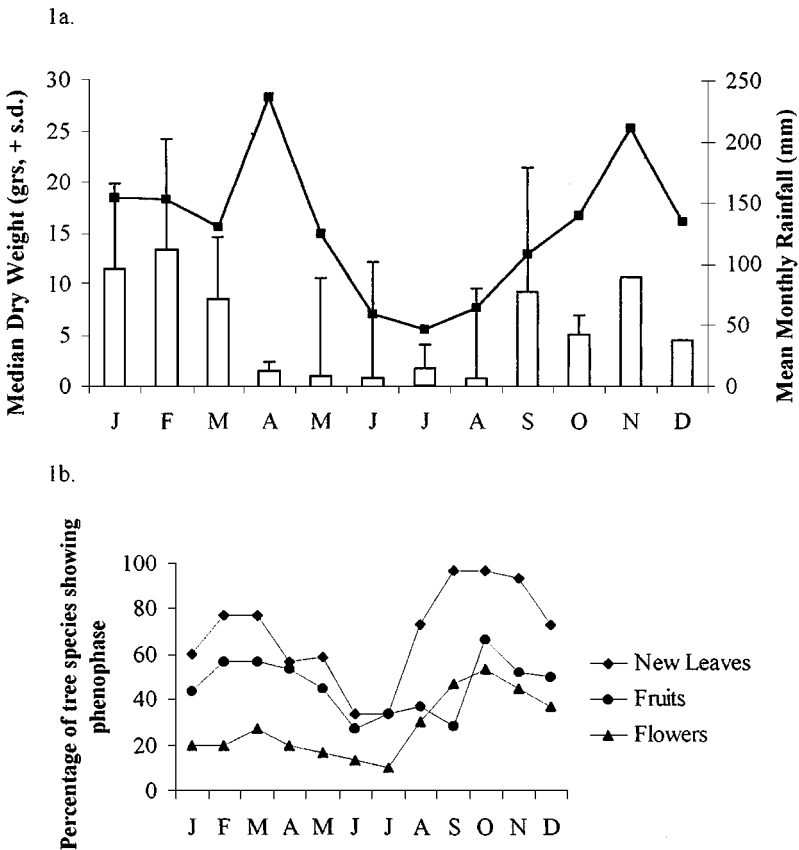 1a.
Median Dry Weight (grs, + s.d.)
30
25
20
15
10
5
0
250
200
150
100
50
0
Mean Monthly Rainfall (mm)
J F M A M J J A S O N D
1b.
Percentage of tree species showing
phenophase
100
80
60
40
20
0
New Leaves
Fruits
Flowers
J F M A M J J A S O N D